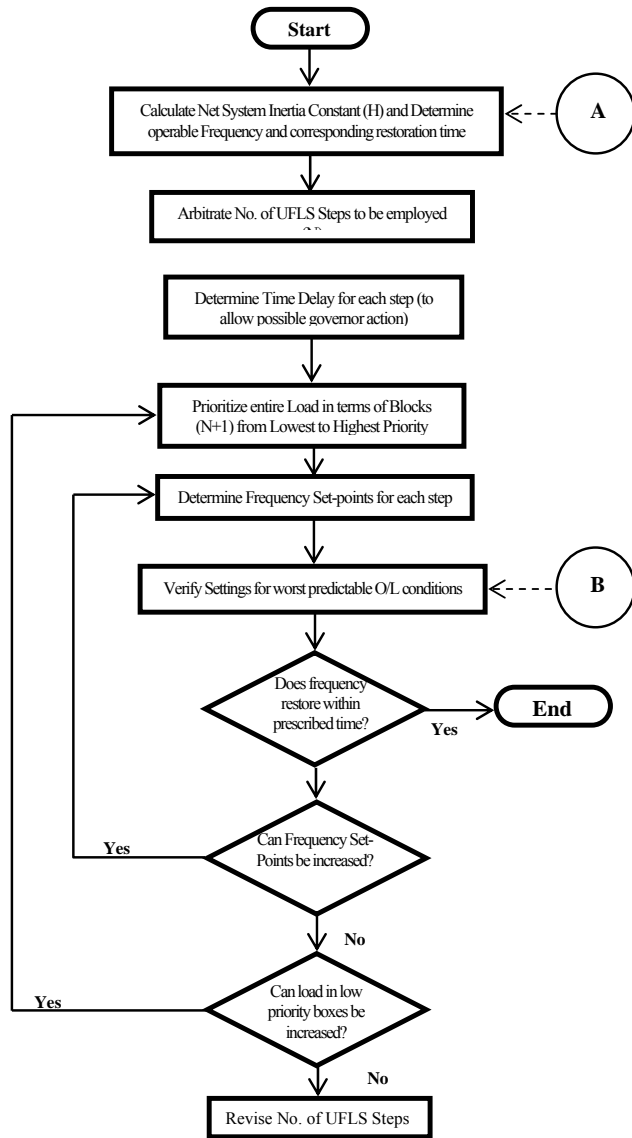 Start
Calculate Net System Inertia Constant (H) and Determine
operable Frequency and corresponding restoration time
A
Arbitrate No. of UFLS Steps to be employed
Determine Time Delay for each step (to
allow possible governor action)
Prioritize entire Load in terms of Blocks
(N+1) from Lowest to Highest Priority
Determine Frequency Set-points for each step
Verify Settings for worst predictable O/L conditions
B
Does frequency
restore within
prescribed time?
Yes
End
Can Frequency Set-
Points be increased?
Yes
No
Can load in low
priority boxes be
increased?
Yes
No
Revise No. of UFLS Steps